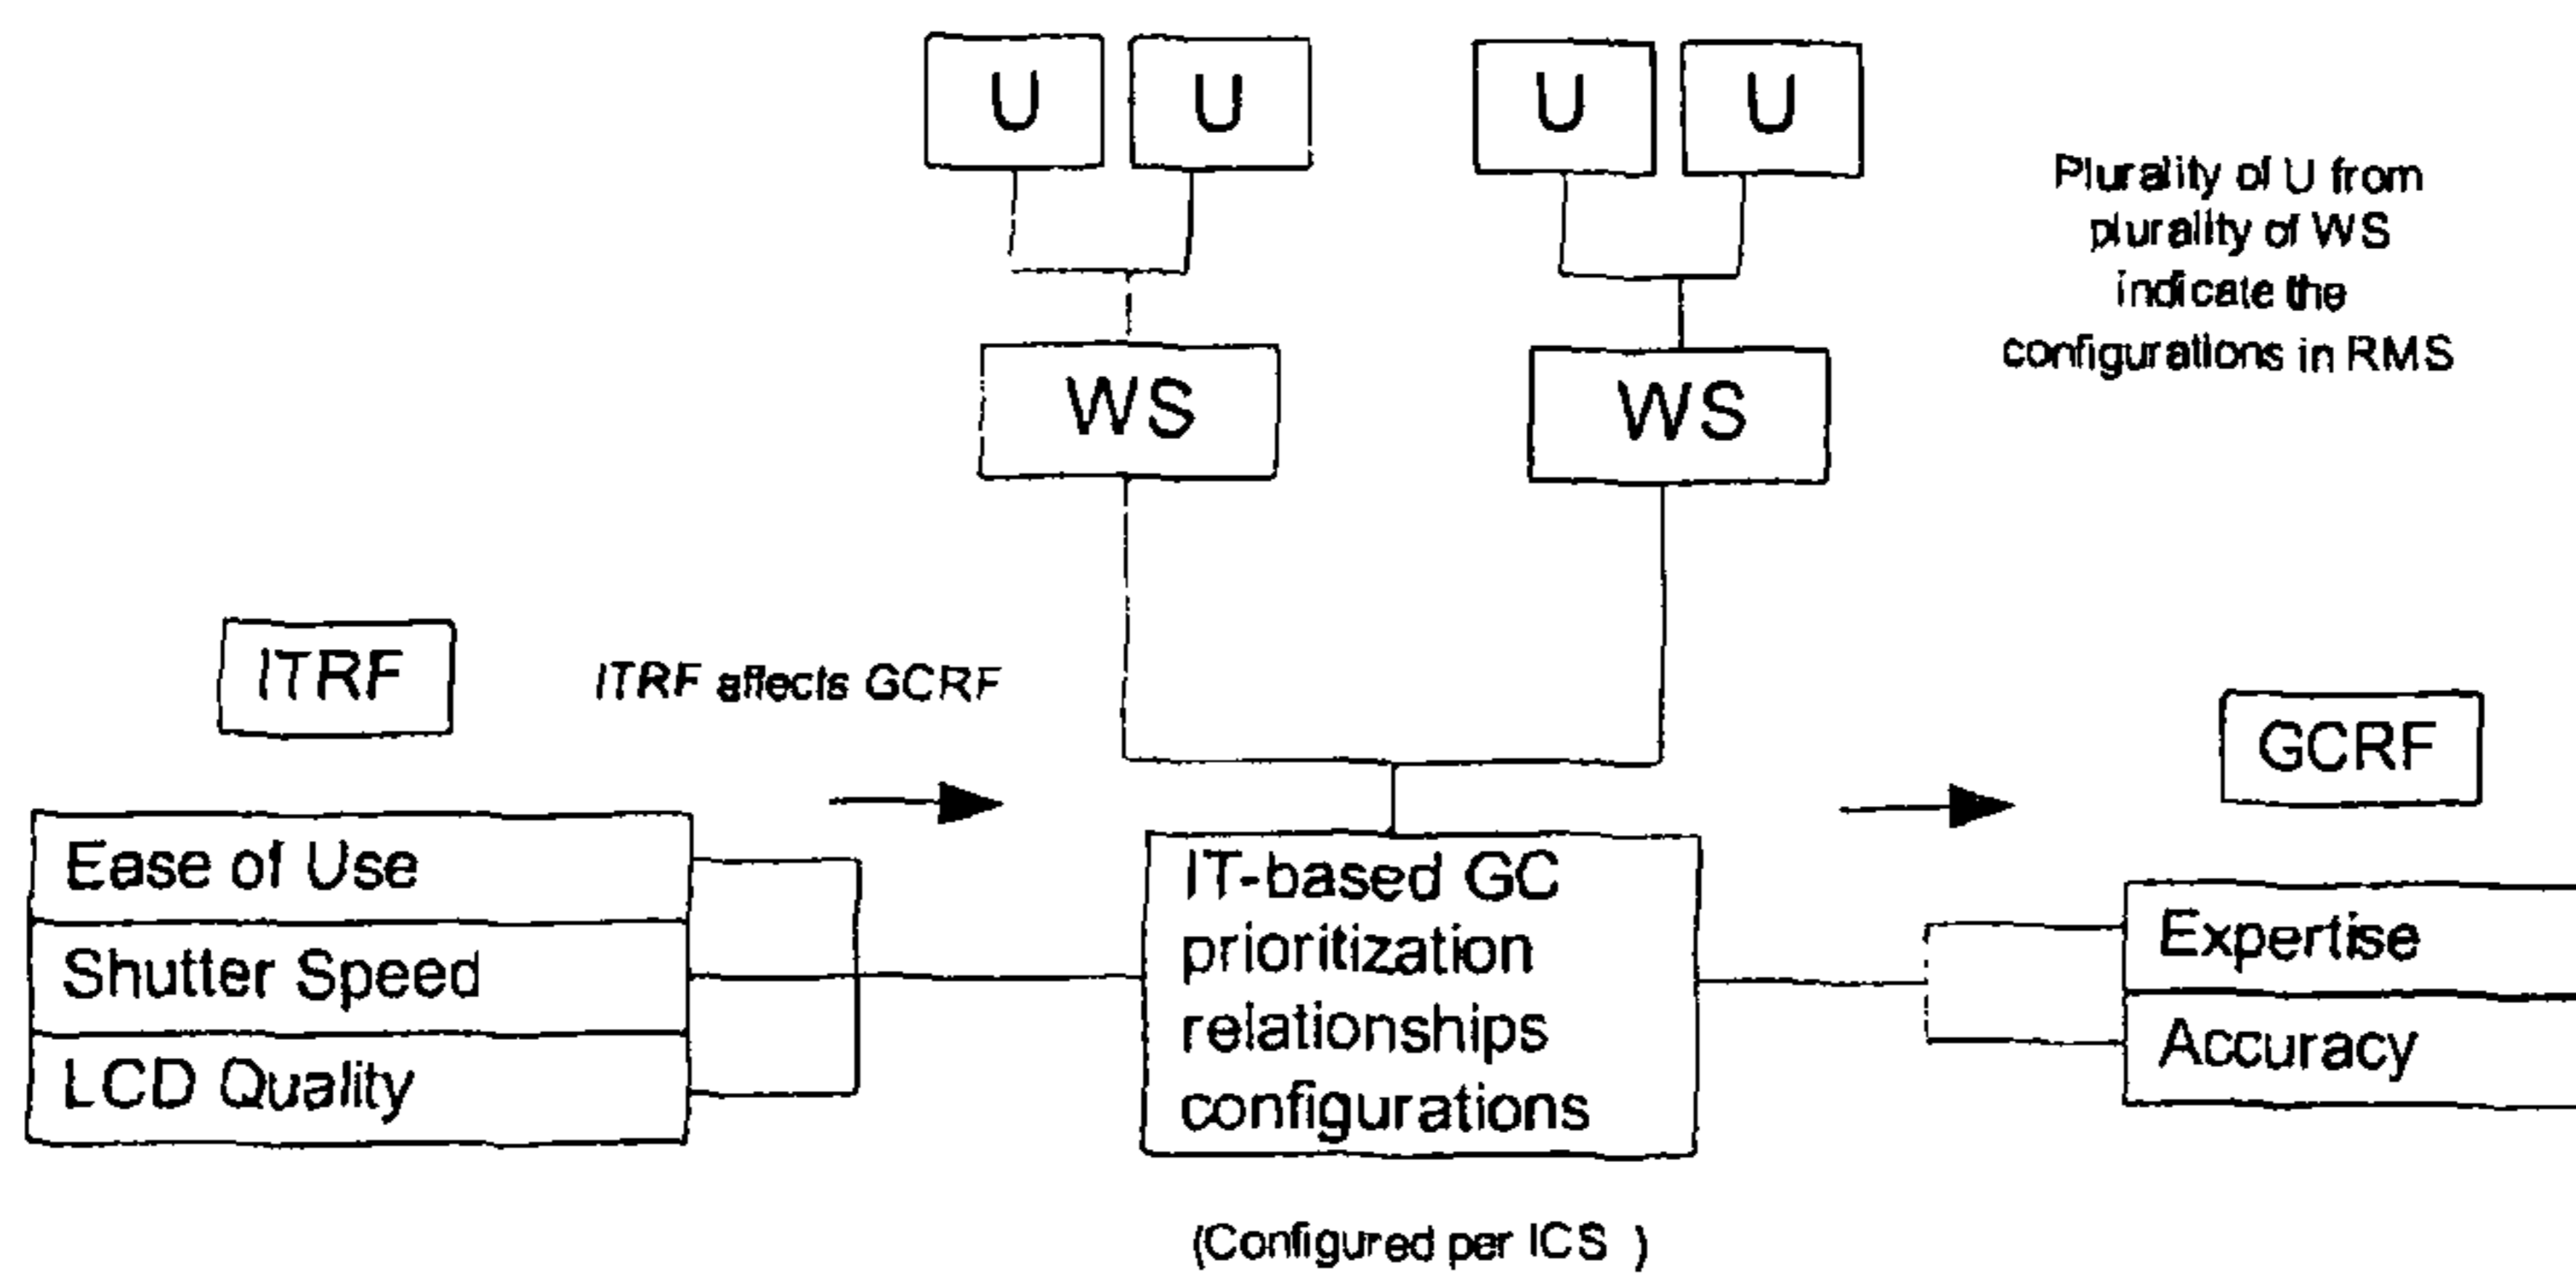 U U U U
Plurality of U from
plurality of WS
indicate the
configurations in RMS
WS WS
ITRF
ITRF affects GCRF
GCRF
Ease of Use
Shutter Speed
LCD Quality
IT-based GC
prioritization
relationships
configurations
Expertise
Accuracy
(Configured per ICS )